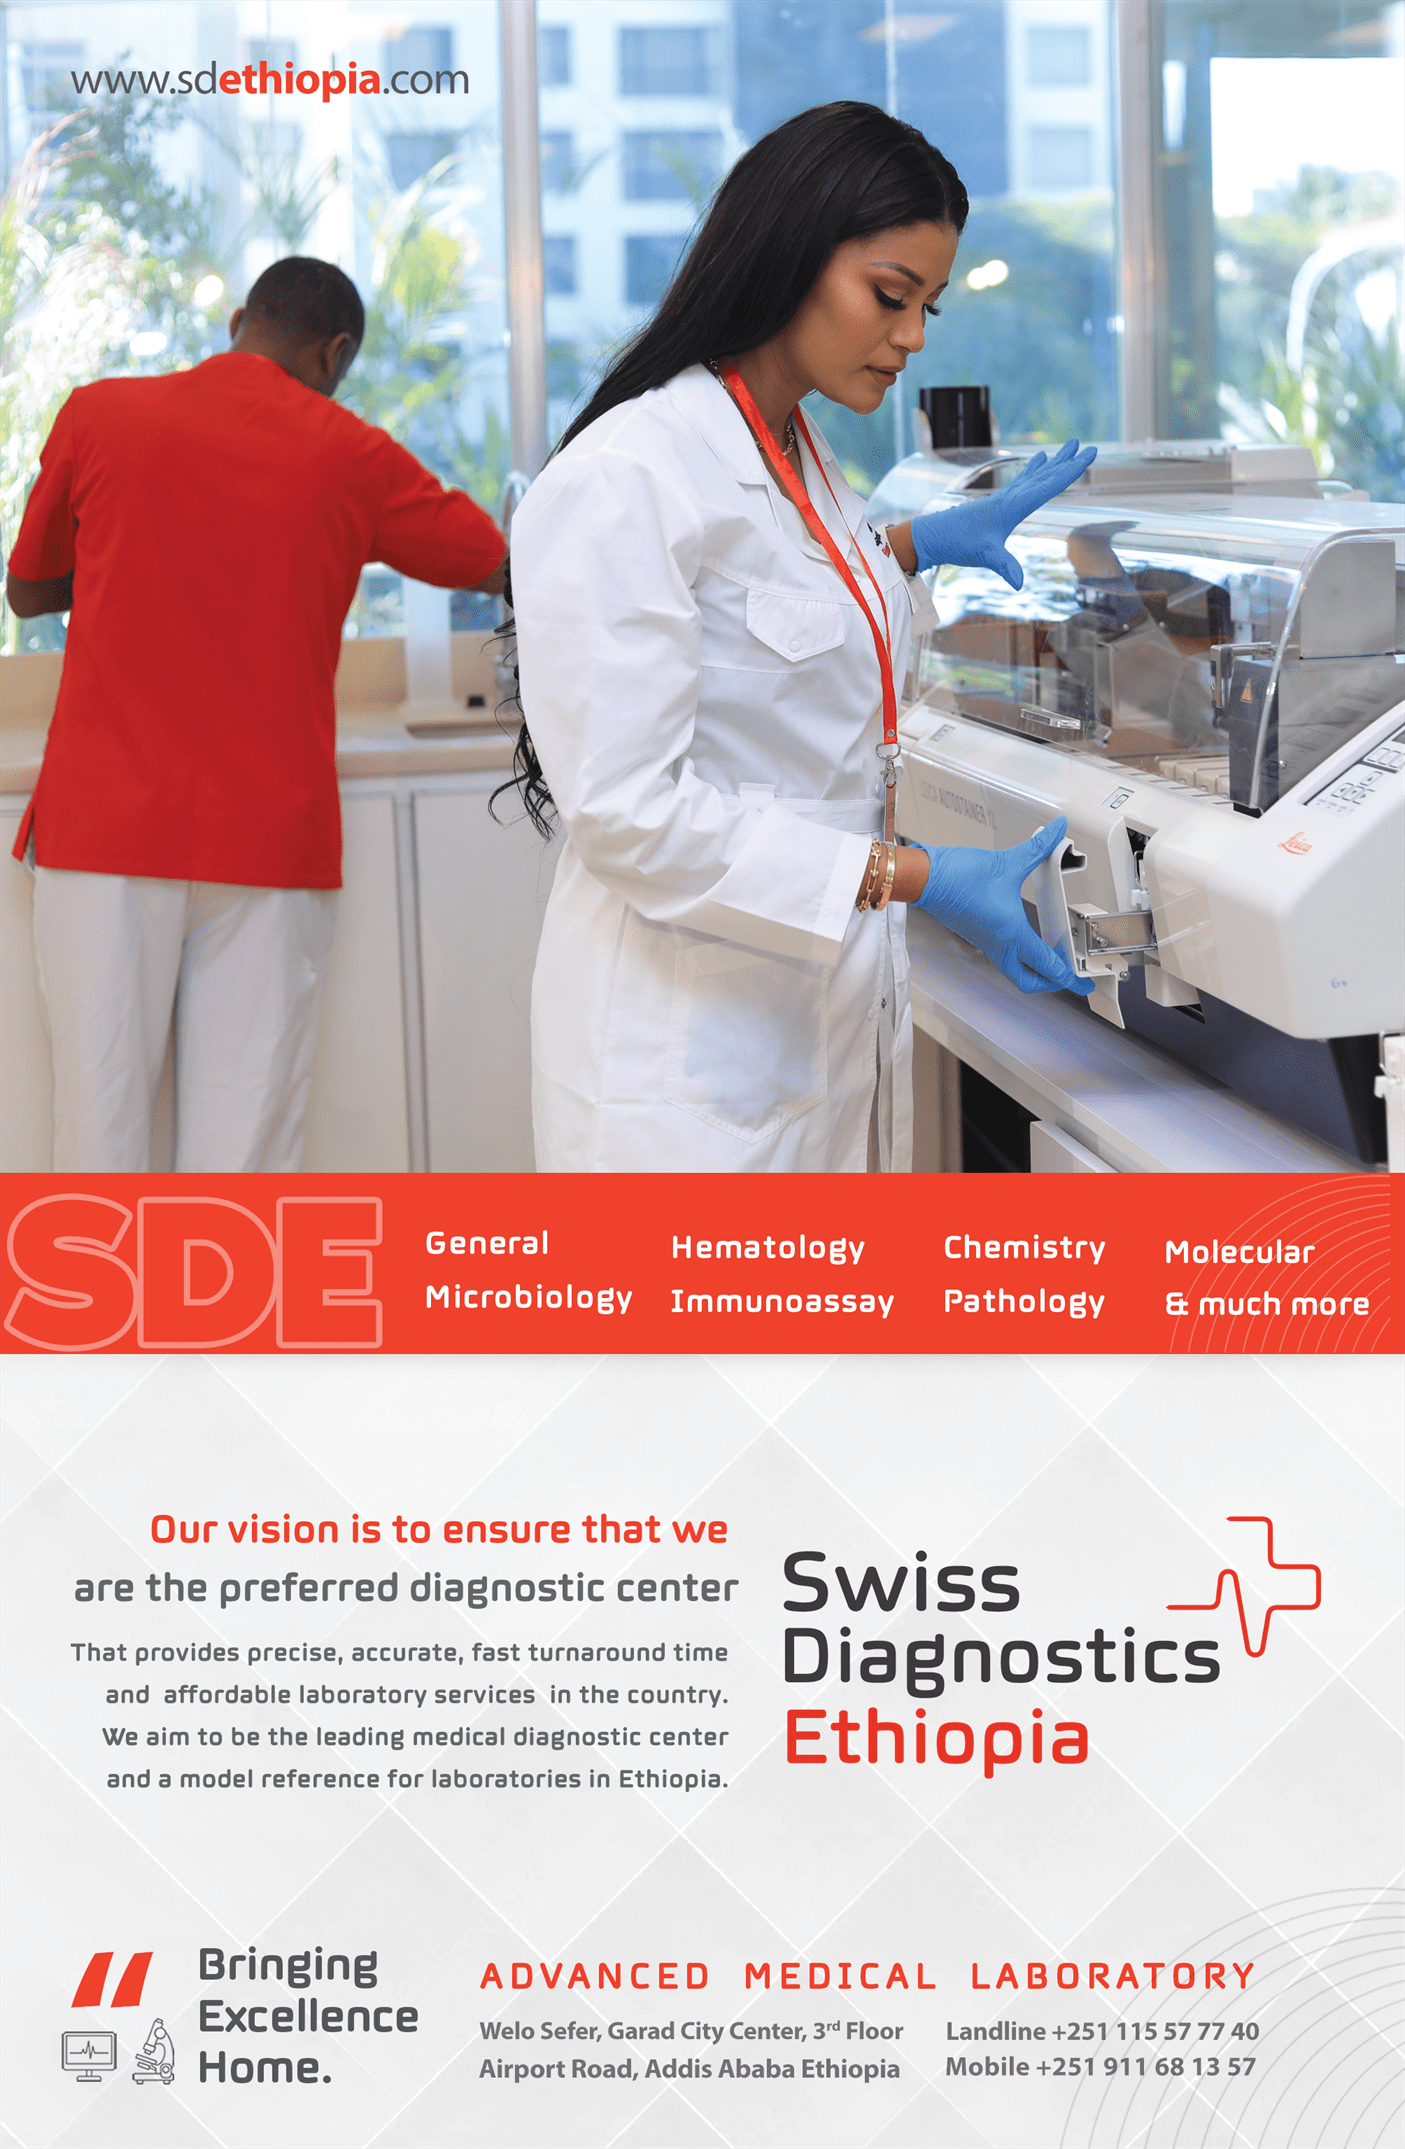 www.sdethiopia.com
LEICA AUTOSTAINER XL
Leica
SDE
General
Microbiology
Hematology
Immunoassay
Chemistry
Pathology
Molecular
& much more
Our vision is to ensure that we
are the preferred diagnostic center
That provides precise, accurate, fast turnaround time
and affordable laboratory services in the country.
We aim to be the leading medical diagnostic center
and a model reference for laboratories in Ethiopia.
Swiss
Diagnostics
Ethiopia
“
Bringing
Excellence
Home.
ADVANCED MEDICAL LABORATORY
Welo Sefer, Garad City Center, 3rd Floor
Airport Road, Addis Ababa Ethiopia
Landline +251 115 57 77 40
Mobile +251 911 68 13 57